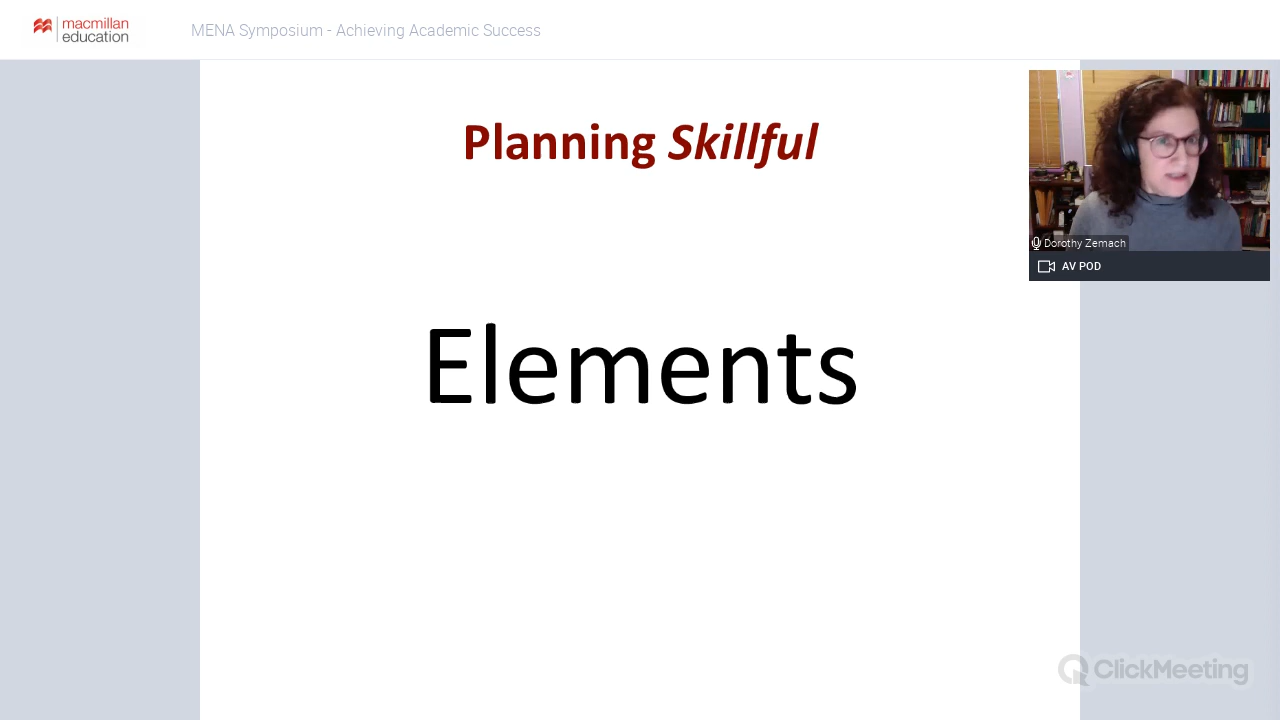 macmillan
education
MENA Symposium - Achieving Academic Success
Planning Skillful
Dorothy Zemach
AV POD
Elements
ClickMeeting